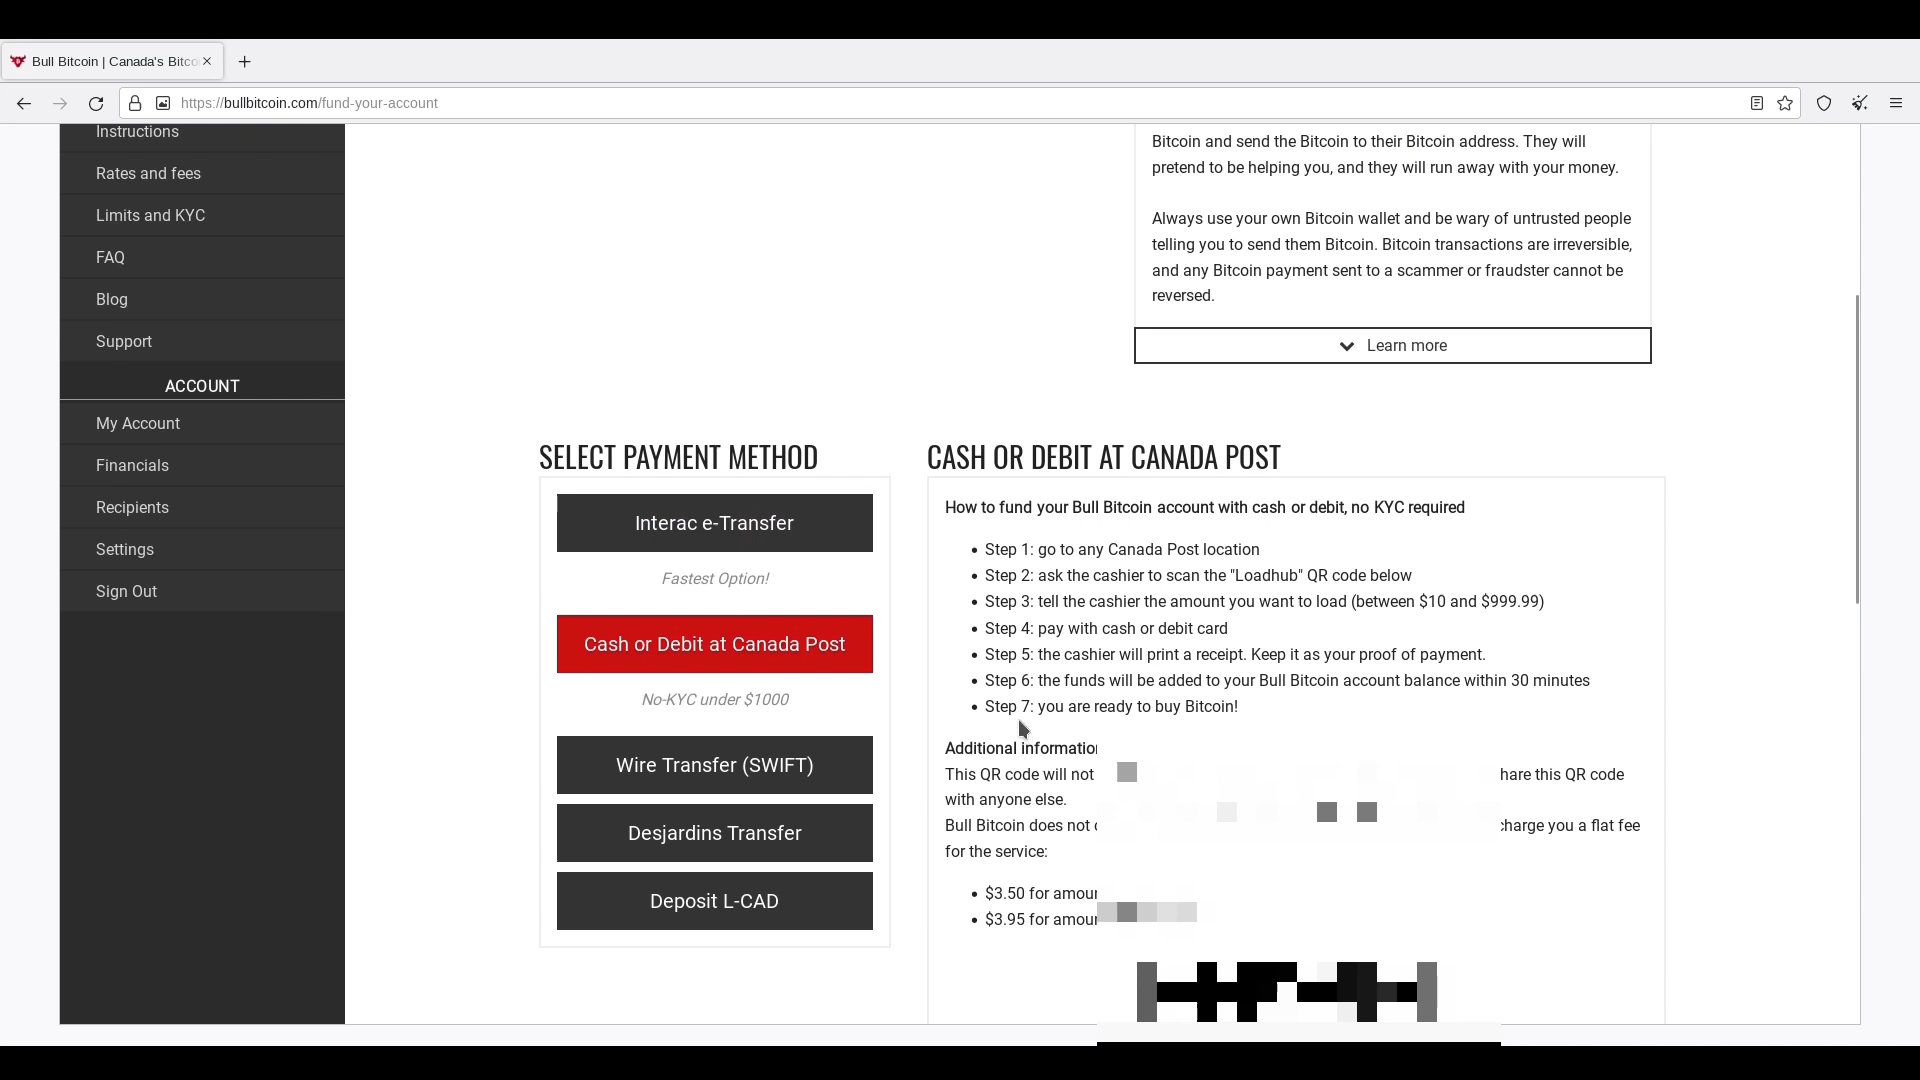 Bull Bitcoin | Canada's Bitco
https://bullbitcoin.com/fund-your-account
Instructions
Rates and fees
Limits and KYC
FAQ
Blog
Support
ACCOUNT
My Account
Financials
Recipients
Settings
Sign Out
Bitcoin and send the Bitcoin to their Bitcoin address. They will
pretend to be helping you, and they will run away with your money.
Always use your own Bitcoin wallet and be wary of untrusted people
telling you to send them Bitcoin. Bitcoin transactions are irreversible,
and any Bitcoin payment sent to a scammer or fraudster cannot be
reversed.
Learn more
SELECT PAYMENT METHOD
Interac e-Transfer
Fastest Option!
Cash or Debit at Canada Post
No-KYC under $1000
Wire Transfer (SWIFT)
Desjardins Transfer
Deposit L-CAD
CASH OR DEBIT AT CANADA POST
How to fund your Bull Bitcoin account with cash or debit, no KYC required
• Step 1: go to any Canada Post location
• Step 2: ask the cashier to scan the "Loadhub" QR code below
• Step 3: tell the cashier the amount you want to load (between $10 and $999.99)
• Step 4: pay with cash or debit card
• Step 5: the cashier will print a receipt. Keep it as your proof of payment.
• Step 6: the funds will be added to your Bull Bitcoin account balance within 30 minutes
• Step 7: you are ready to buy Bitcoin!
Additional
This QR code will not this QR code
with anyone else.
Bull Bitcoin does not charge you a flat fee
for the service:
• $3.50 for
• $3.95 for